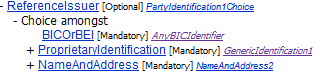 - ReferenceIssuer [Optional] PartyIdentification1Choice
- Choice amongst
BICOrBEI [Mandatory] AnyBICIdentifier
+ ProprietaryIdentification [Mandatory] GenericIdentification1
+ NameAndAddress [Mandatory] NameAndAddress2